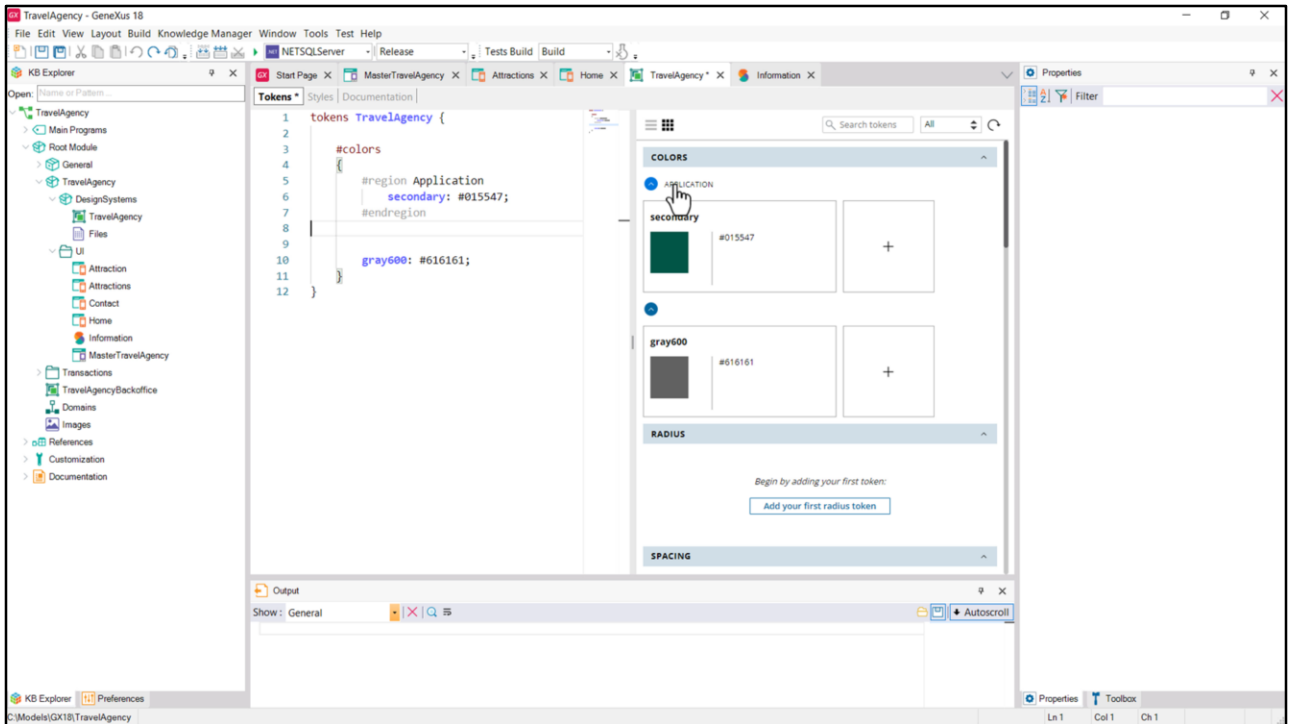 GX TravelAgency - GeneXus 18
File Edit View Layout Build Knowledge Manager Window Tools Test Help
NETSQLServer Release Tests Build Build
KB Explorer
Open: Name or Pattern ...
TravelAgency
Main Programs
Root Module
General
TravelAgency
DesignSystems
TravelAgency
Files
UI
Attraction
Attractions
Contact
Home
Information
MasterTravelAgency
Transactions
TravelAgencyBackoffice
Domains
Images
References
Customization
Documentation
KB Explorer Preferences
GX Start Page MasterTravelAgency Attractions Home TravelAgency * Information
Tokens * Styles Documentation
1 tokens TravelAgency {
2
3 #colors
4 {
5 #region Application
6 secondary: #015547;
7 #endregion
8
9
10 gray600: #616161;
11 }
12 }
Search tokens All
COLORS
APPLICATION
secondary
#015547
+
gray600
#616161
+
RADIUS
Begin by adding your first token:
Add your first radius token
SPACING
Output
Show: General Autoscroll
Properties
Filter
Properties Toolbox
C:\Models\GX18\TravelAgency Ln 1 Col 1 Ch 1